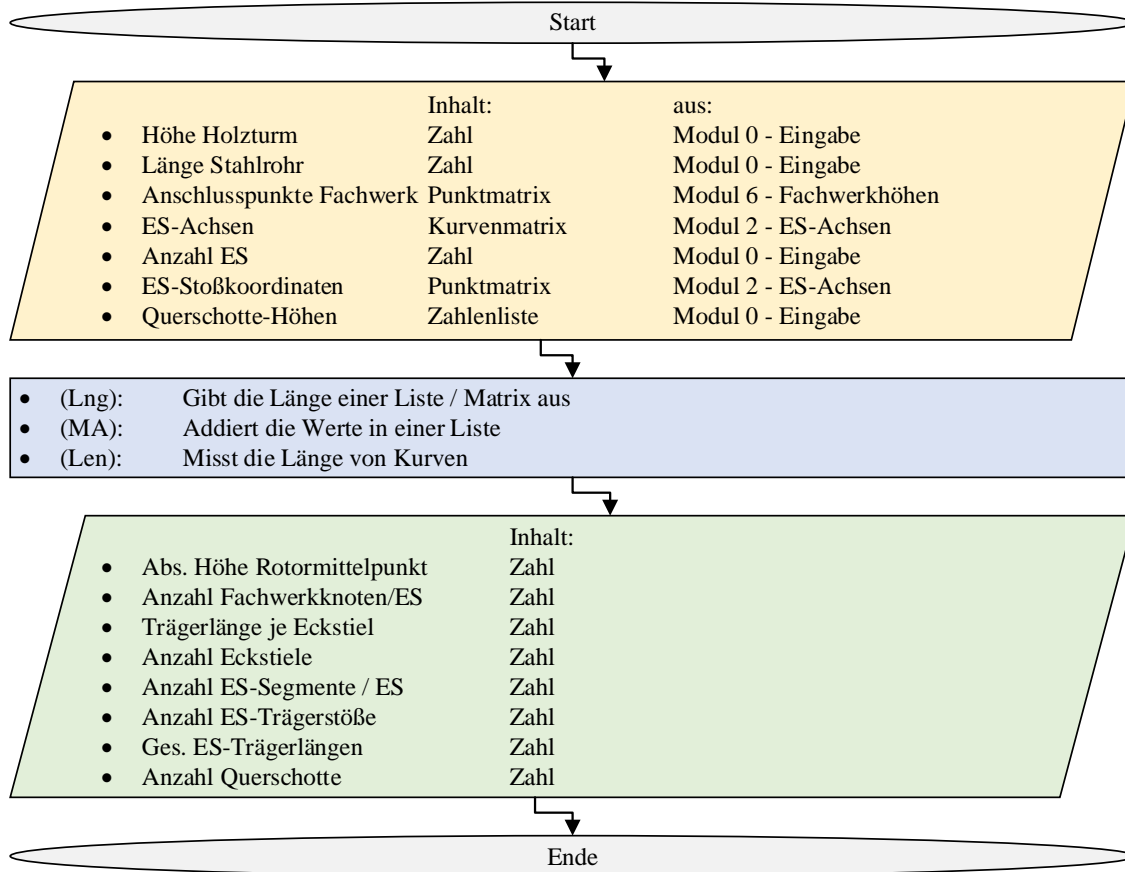 Start
Inhalt: aus:
• Höhe Holzturm Zahl Modul 0 - Eingabe
• Länge Stahlrohr Zahl Modul 0 - Eingabe
• Anschlusspunkte Fachwerk Punktmatrix Modul 6 - Fachwerkhöhen
• ES-Achsen Kurvenmatrix Modul 2 - ES-Achsen
• Anzahl ES Zahl Modul 0 - Eingabe
• ES-Stoßkoordinaten Punktmatrix Modul 2 - ES-Achsen
• Querschotte-Höhen Zahlenliste Modul 0 - Eingabe
• (Lng): Gibt die Länge einer Liste / Matrix aus
• (MA): Addiert die Werte in einer Liste
• (Len): Misst die Länge von Kurven
Inhalt:
• Abs. Höhe Rotormittelpunkt Zahl
• Anzahl Fachwerkknoten/ES Zahl
• Trägerlänge je Eckstiel Zahl
• Anzahl Eckstiele Zahl
• Anzahl ES-Segmente / ES Zahl
• Anzahl ES-Trägerstöße Zahl
• Ges. ES-Trägerlängen Zahl
• Anzahl Querschotte Zahl
Ende